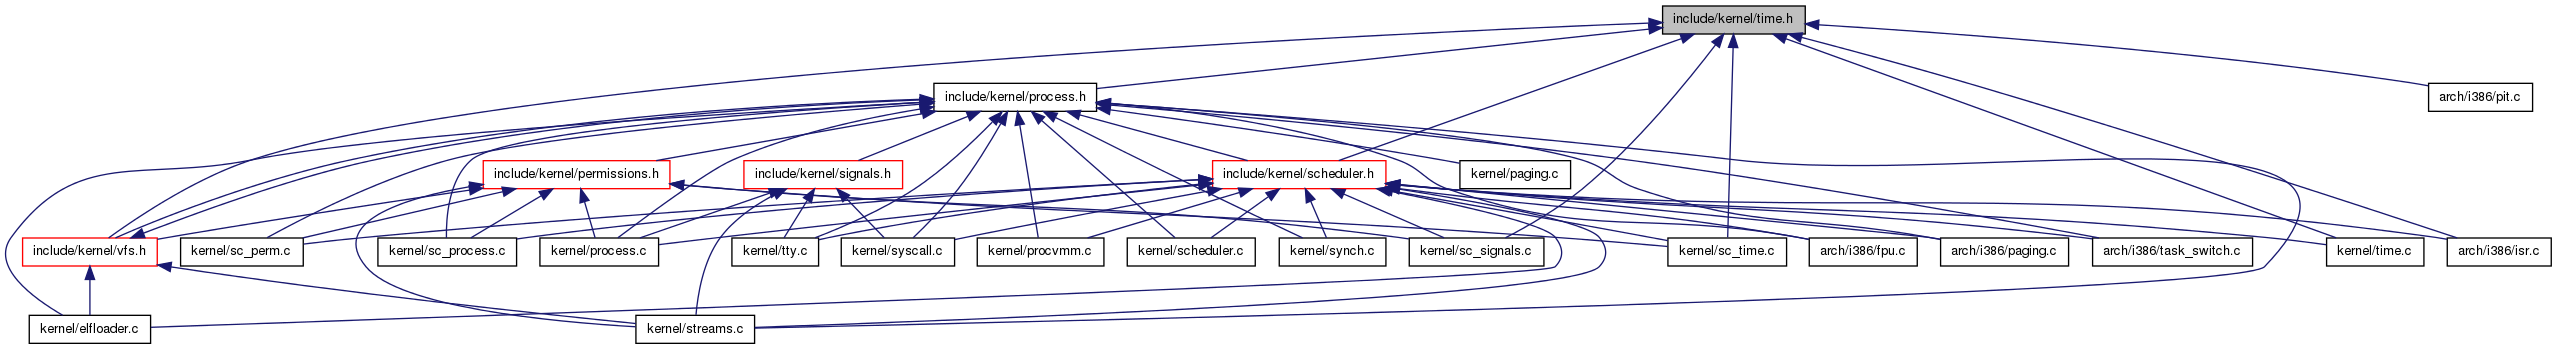 include/kernel/time.h
include/kernel/process.h
arch/i386/pit.c
include/kernel/permissions.h
include/kernel/signals.h
include/kernel/scheduler.h
kernel/paging.c
include/kernel/vfs.h
kernel/sc_perm.c
kernel/sc_process.c
kernel/process.c
kernel/tty.c
kernel/syscall.c
kernel/procvmm.c
kernel/scheduler.c
kernel/synch.c
kernel/sc_signals.c
kernel/sc_time.c
arch/i386/fpu.c
arch/i386/paging.c
arch/i386/task_switch.c
kernel/time.c
arch/i386/isr.c
kernel/elfloader.c
kernel/streams.c